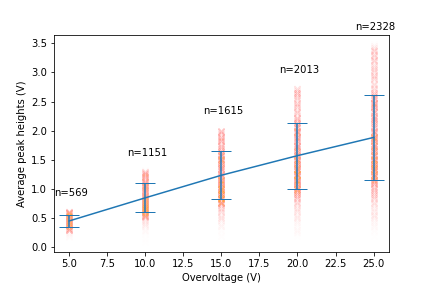 n=2328
n=2013
n=1615
n=1151
n=569
Average peak heights (V)
3.5
3.0
2.5
2.0
1.5
1.0
0.5
0.0
5.0 7.5 10.0 12.5 15.0 17.5 20.0 22.5 25.0
Overvoltage (V)